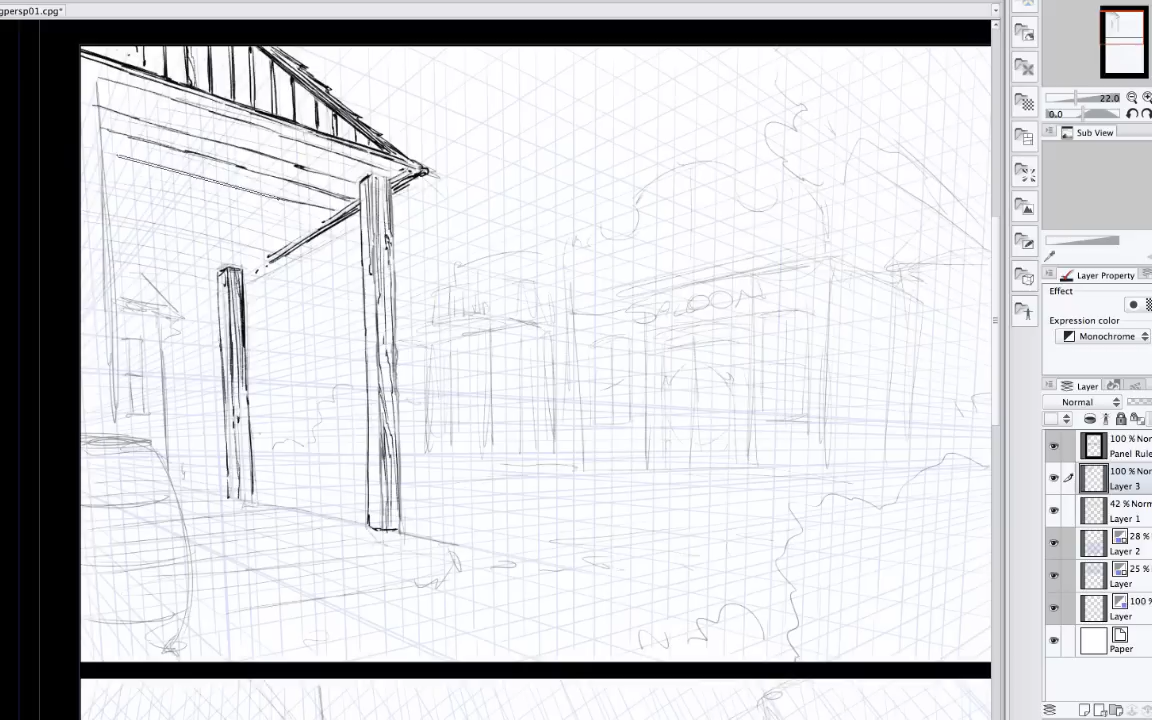 gpersp01.cpg*
22.0
0.0
Sub View
Layer Property
Effect
Expression color
Monochrome
Layer
Normal
100 % Nor
Panel Rule
100 % Nor
Layer 3
42 % Norm
Layer 1
28 %
Layer 2
25 %
Layer
100 %
Layer
Paper
SALOON